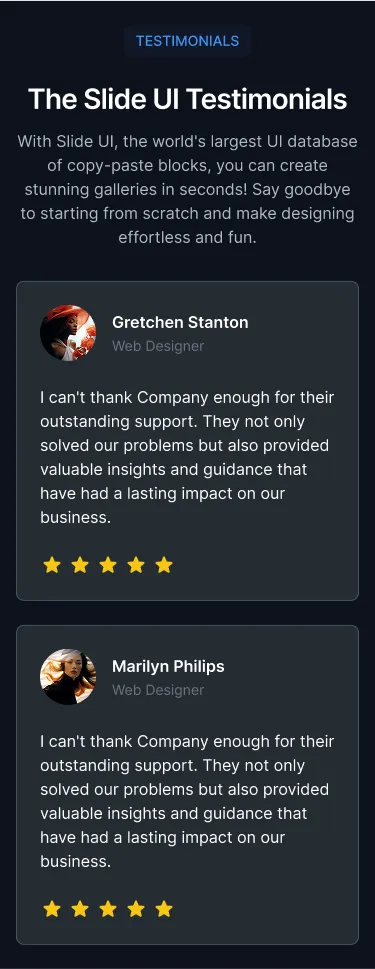 TESTIMONIALS
The Slide UI Testimonials
With Slide UI, the world's largest UI database
of copy-paste blocks, you can create
stunning galleries in seconds! Say goodbye
to starting from scratch and make designing
effortless and fun.
Gretchen Stanton
Web Designer
I can't thank Company enough for their
outstanding support. They not only
solved our problems but also provided
valuable insights and guidance that
have had a lasting impact on our
business.
Marilyn Philips
Web Designer
I can't thank Company enough for their
outstanding support. They not only
solved our problems but also provided
valuable insights and guidance that
have had a lasting impact on our
business.